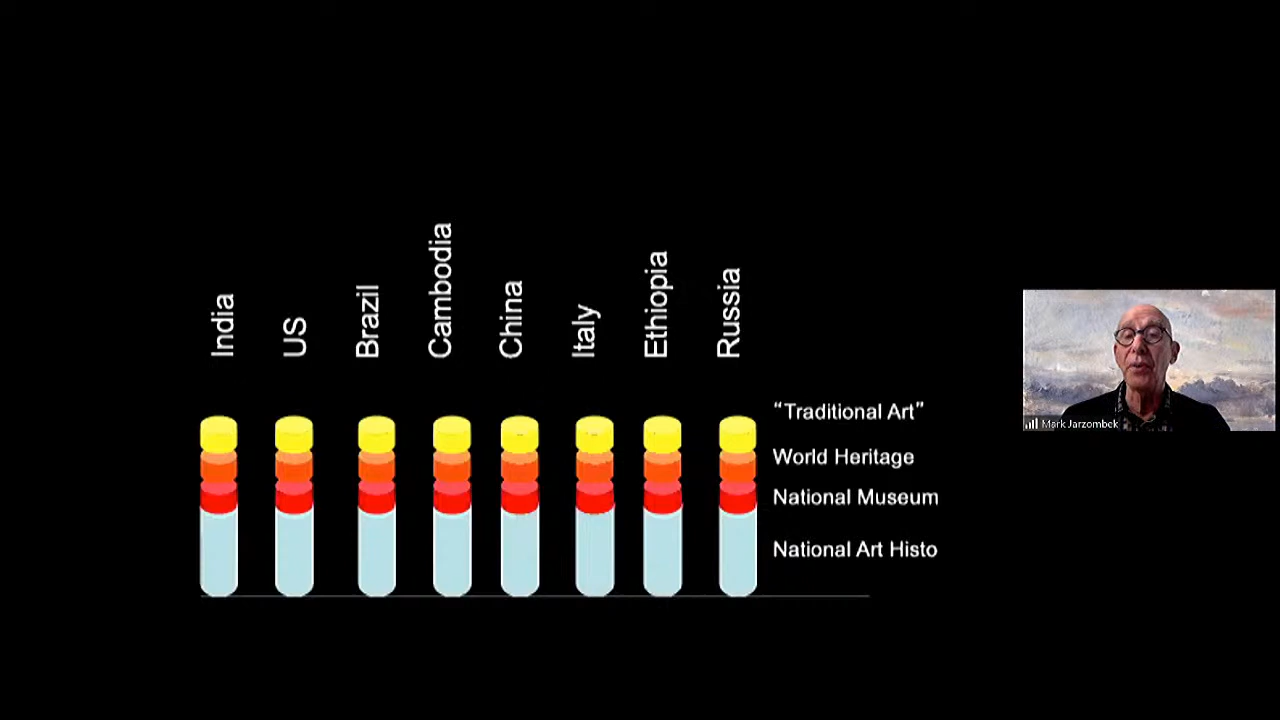 India
US
Brazil
Cambodia
China
Italy
Ethiopia
Russia
“Traditional Art”
World Heritage
National Museum
National Art Histo
Mark Jarzombek